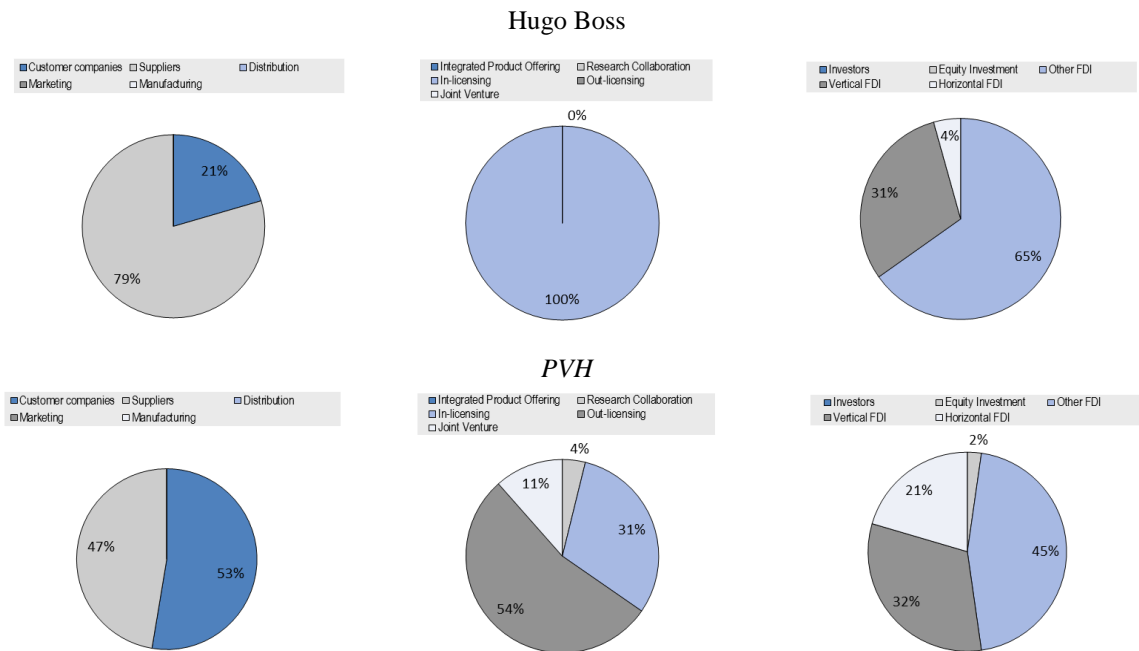 Hugo Boss
Customer companies Suppliers Distribution
Marketing Manufacturing
21%
79%
Integrated Product Offering Research Collaboration
In-licensing Out-licensing
Joint Venture
0%
100%
Investors Equity Investment Other FDI
Vertical FDI Horizontal FDI
4%
31%
65%
PVH
Customer companies Suppliers Distribution
Marketing Manufacturing
47%
53%
Integrated Product Offering Research Collaboration
In-licensing Out-licensing
Joint Venture
4%
11%
31%
54%
Investors Equity Investment Other FDI
Vertical FDI Horizontal FDI
2%
21%
45%
32%